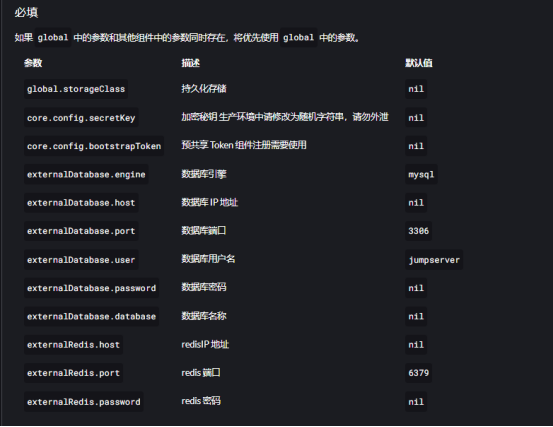 必填
如果 global 中的参数和其他组件中的参数同时存在，将优先使用 global 中的参数。
参数 描述 默认值
global.storageClass 持久化存储 nil
core.config.secretKey 加密秘钥 生产环境中请修改为随机字符串，请勿外泄 nil
core.config.bootstrapToken 预共享 Token 组件注册需要使用 nil
externalDatabase.engine 数据库引擎 mysql
externalDatabase.host 数据库 IP 地址 nil
externalDatabase.port 数据库端口 3306
externalDatabase.user 数据库用户名 jumpserver
externalDatabase.password 数据库密码 nil
externalDatabase.database 数据库名称 nil
externalRedis.host redisIP 地址 nil
externalRedis.port redis 端口 6379
externalRedis.password redis 密码 nil